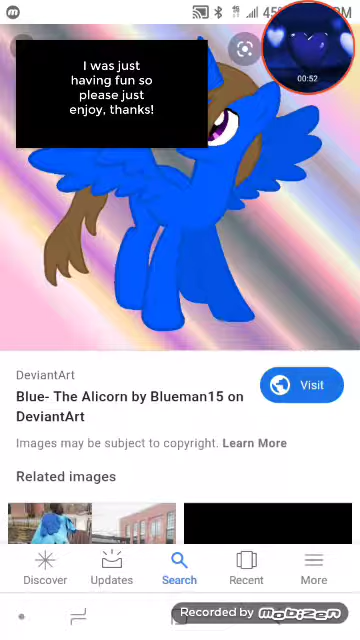 45%
OM
I was just
having fun so
please just
enjoy, thanks!
00:52
DeviantArt
Blue- The Alicorn by Blueman15 on
DeviantArt
Visit
Images may be subject to copyright. Learn More
Related images
Discover
Updates
Search
Recent
More
Recorded by MOBIZEN